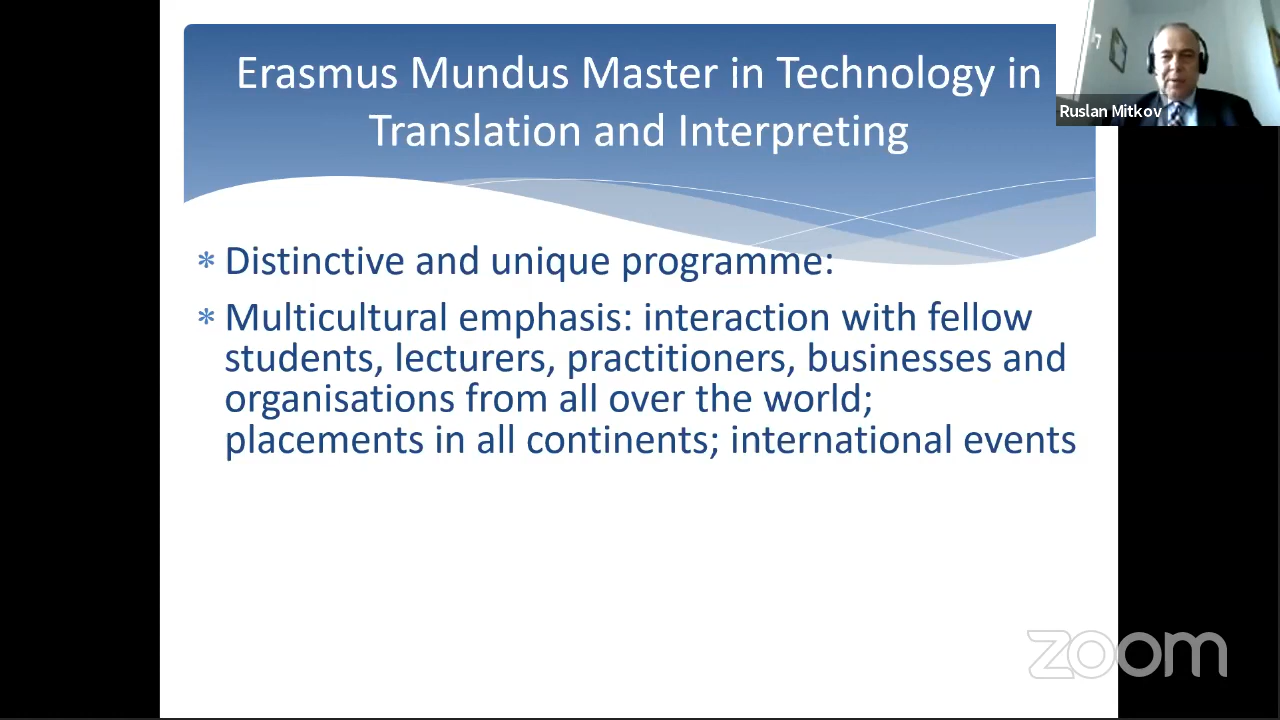 Erasmus Mundus Master in Technology in
Translation and Interpreting
Ruslan Mitkov
* Distinctive and unique programme:
* Multicultural emphasis: interaction with fellow
students, lecturers, practitioners, businesses and
organisations from all over the world;
placements in all continents; international events
zoom